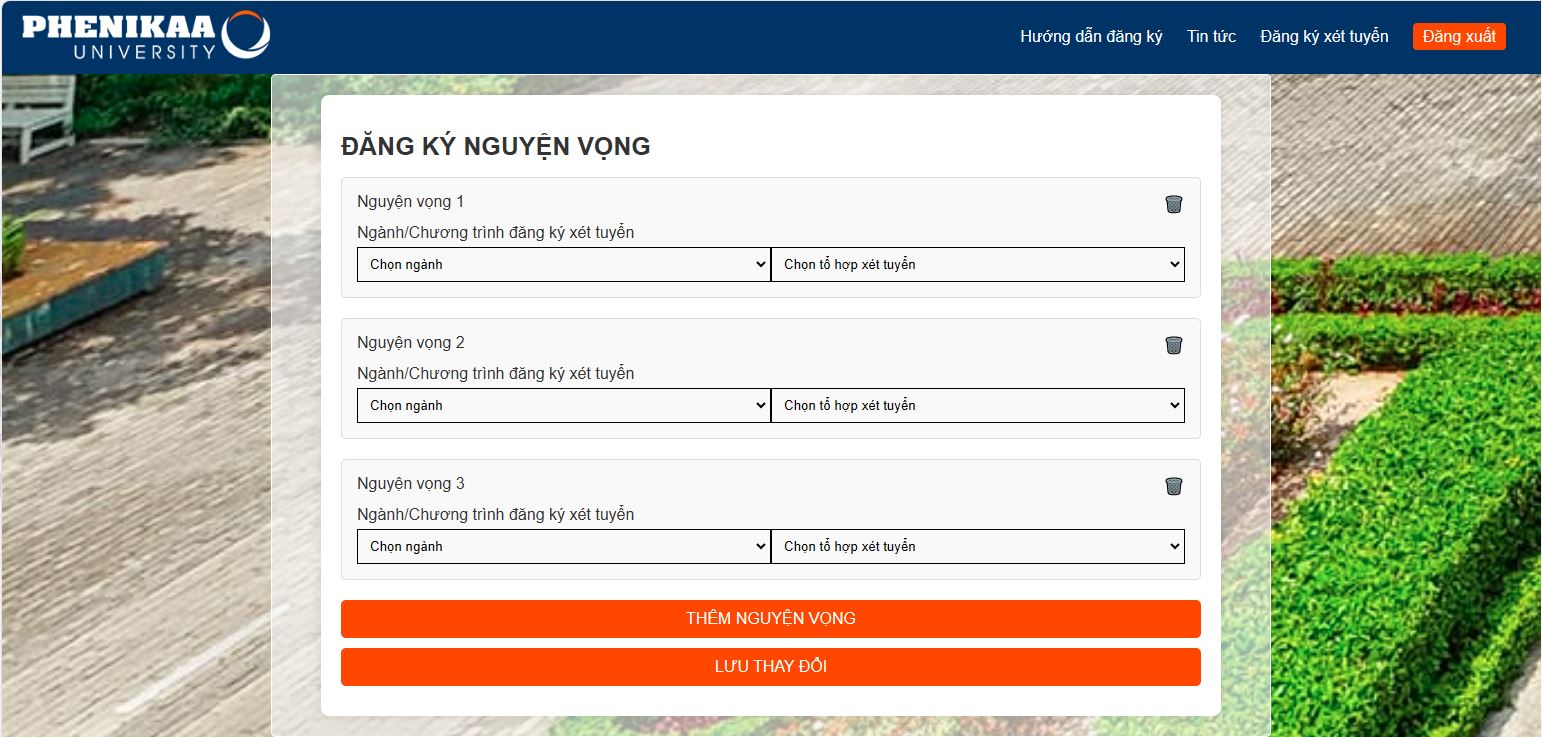 PHENIKAA
UNIVERSITY
Hướng dẫn đăng ký Tin tức Đăng ký xét tuyển Đăng xuất
ĐĂNG KÝ NGUYỆN VỌNG
Nguyện vọng 1
Ngành/Chương trình đăng ký xét tuyển
Chọn ngành Chọn tổ hợp xét tuyển
Nguyện vọng 2
Ngành/Chương trình đăng ký xét tuyển
Chọn ngành Chọn tổ hợp xét tuyển
Nguyện vọng 3
Ngành/Chương trình đăng ký xét tuyển
Chọn ngành Chọn tổ hợp xét tuyển
THÊM NGUYỆN VỌNG
LƯU THAY ĐỔI